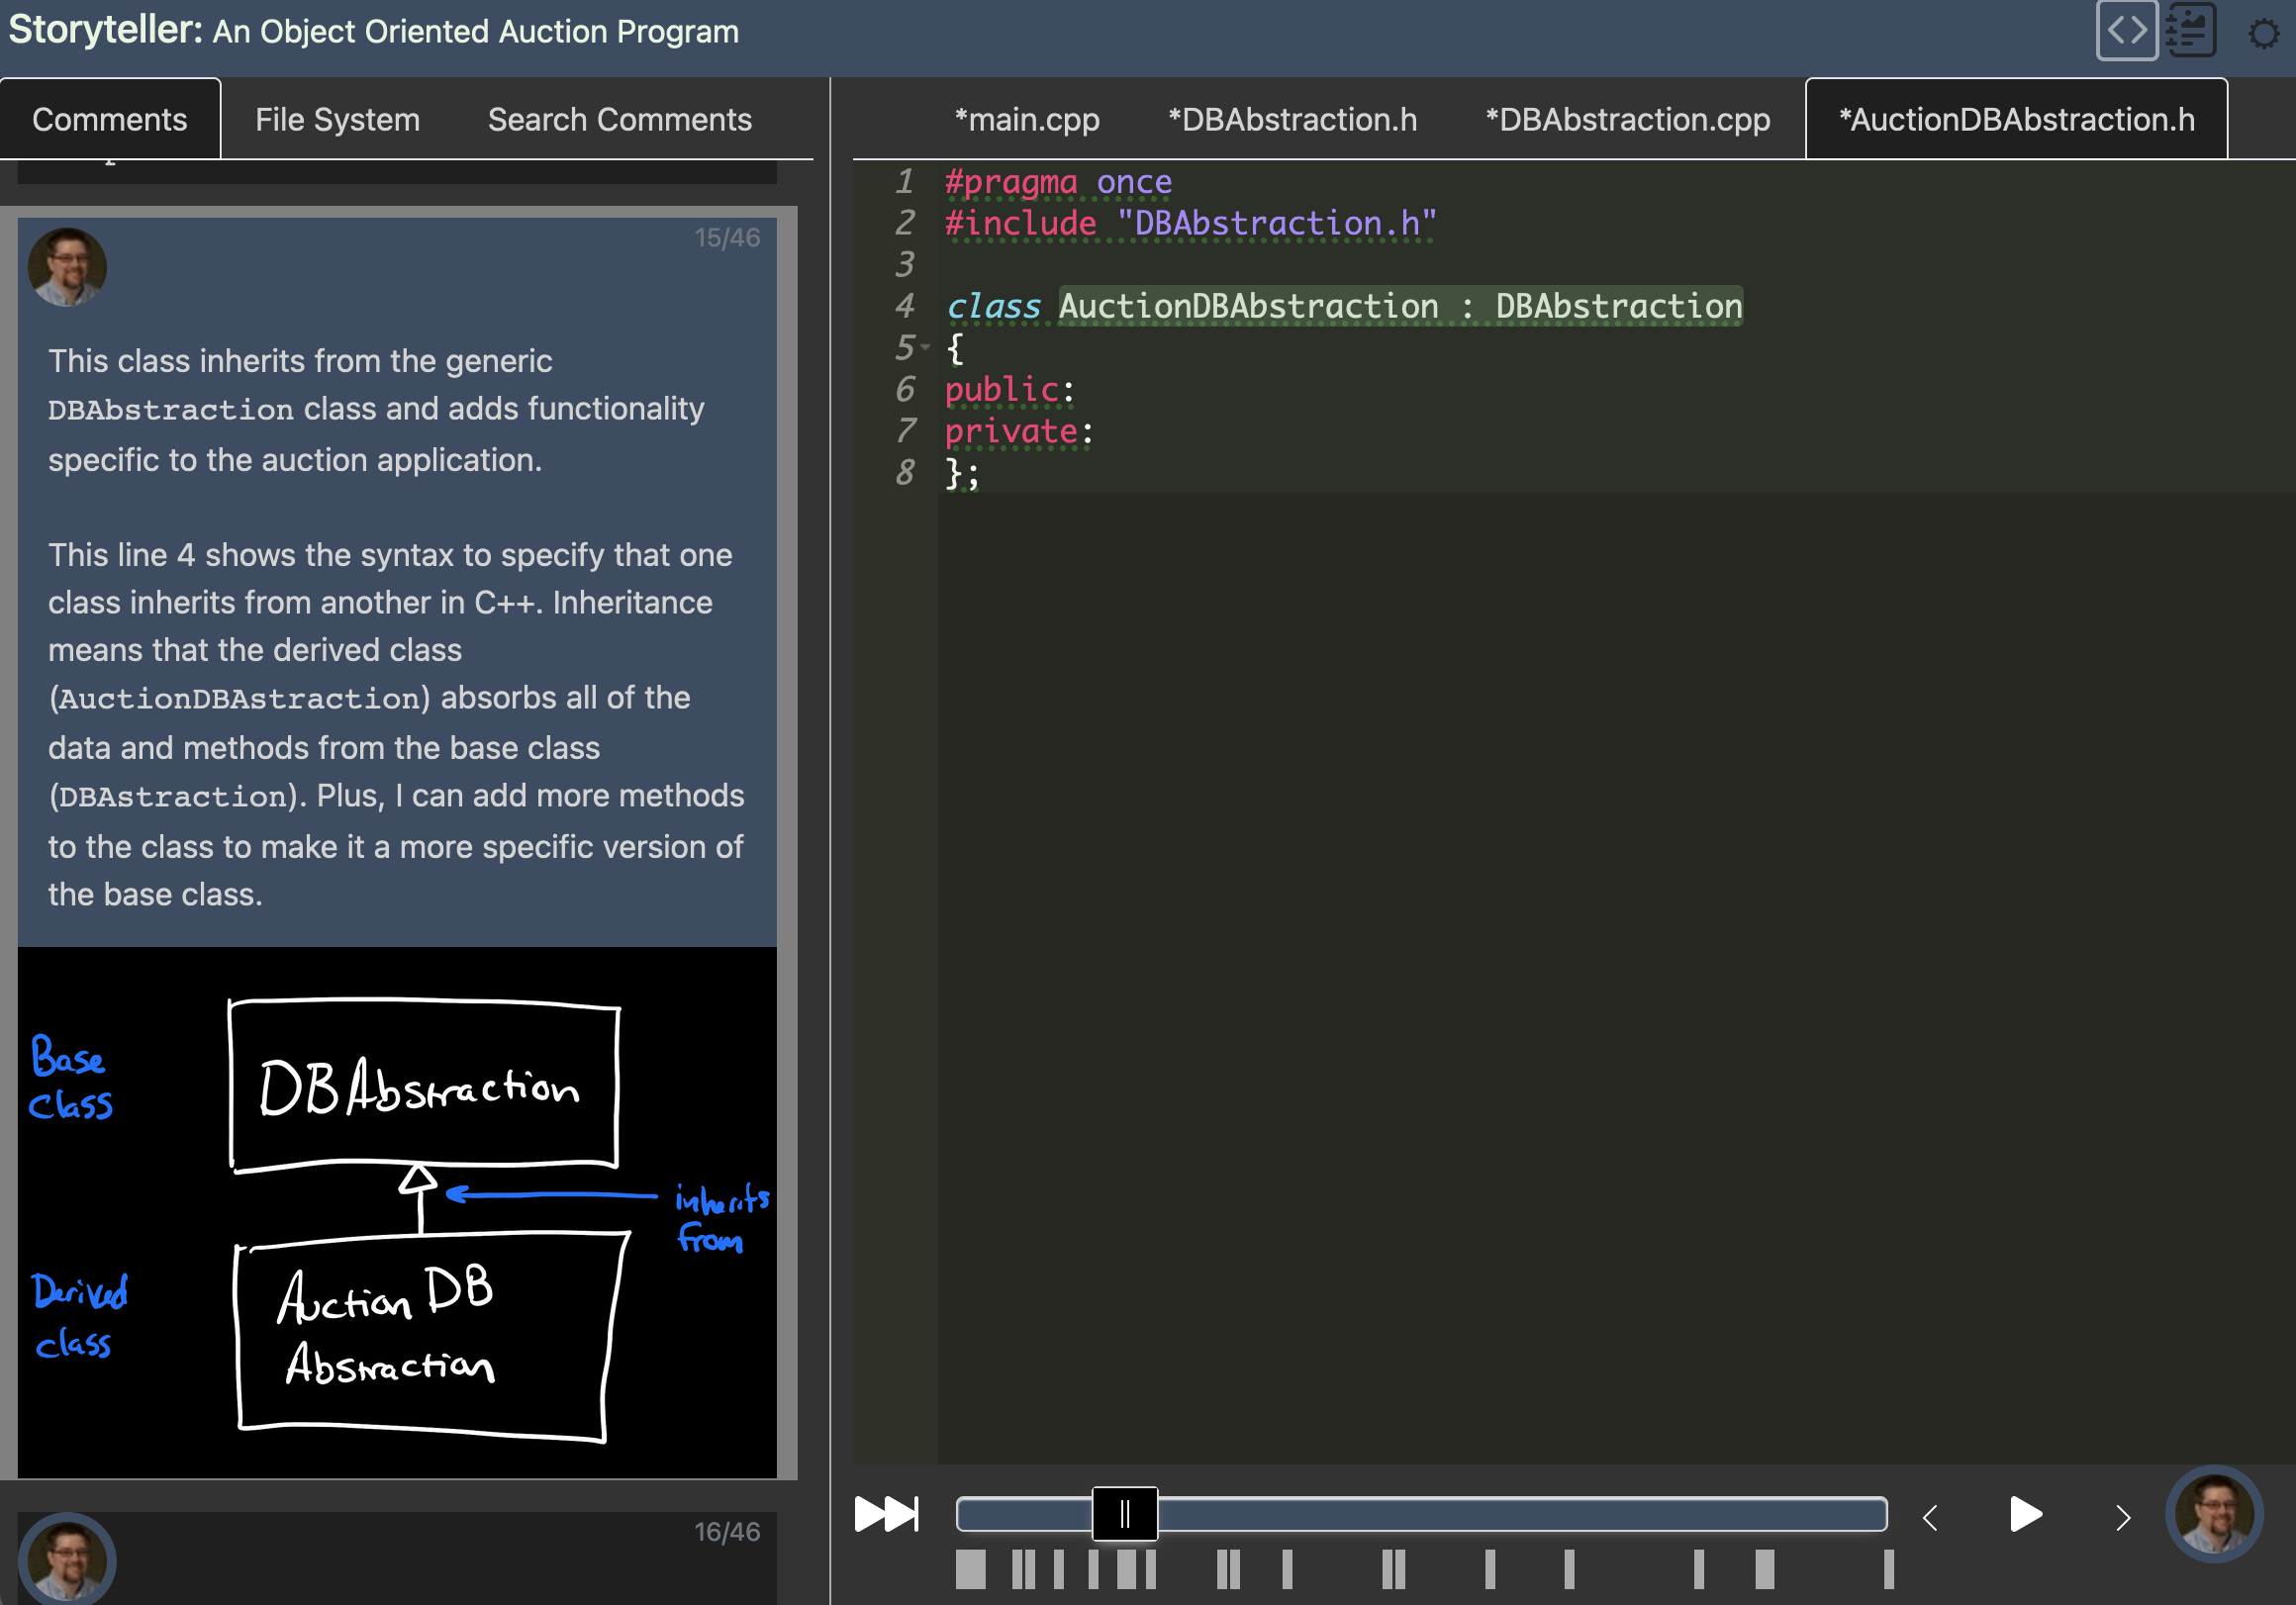 Storyteller: An Object Oriented Auction Program
Comments
File System
Search Comments
15/46
This class inherits from the generic
DBAbstraction class and adds functionality
specific to the auction application.
This line 4 shows the syntax to specify that one
class inherits from another in C++. Inheritance
means that the derived class
(AuctionDBAstraction) absorbs all of the
data and methods from the base class
(DBAstraction). Plus, I can add more methods
to the class to make it a more specific version of
the base class.
Base
Class
DBAbstraction
inherits
from
Derived
class
Auction DB
Abstraction
16/46
*main.cpp
*DBAbstraction.h
*DBAbstraction.cpp
*AuctionDBAbstraction.h
1 #pragma once
2 #include "DBAbstraction.h"
3
4 class AuctionDBAbstraction : DBAbstraction
5 {
6 public:
7 private:
8 };